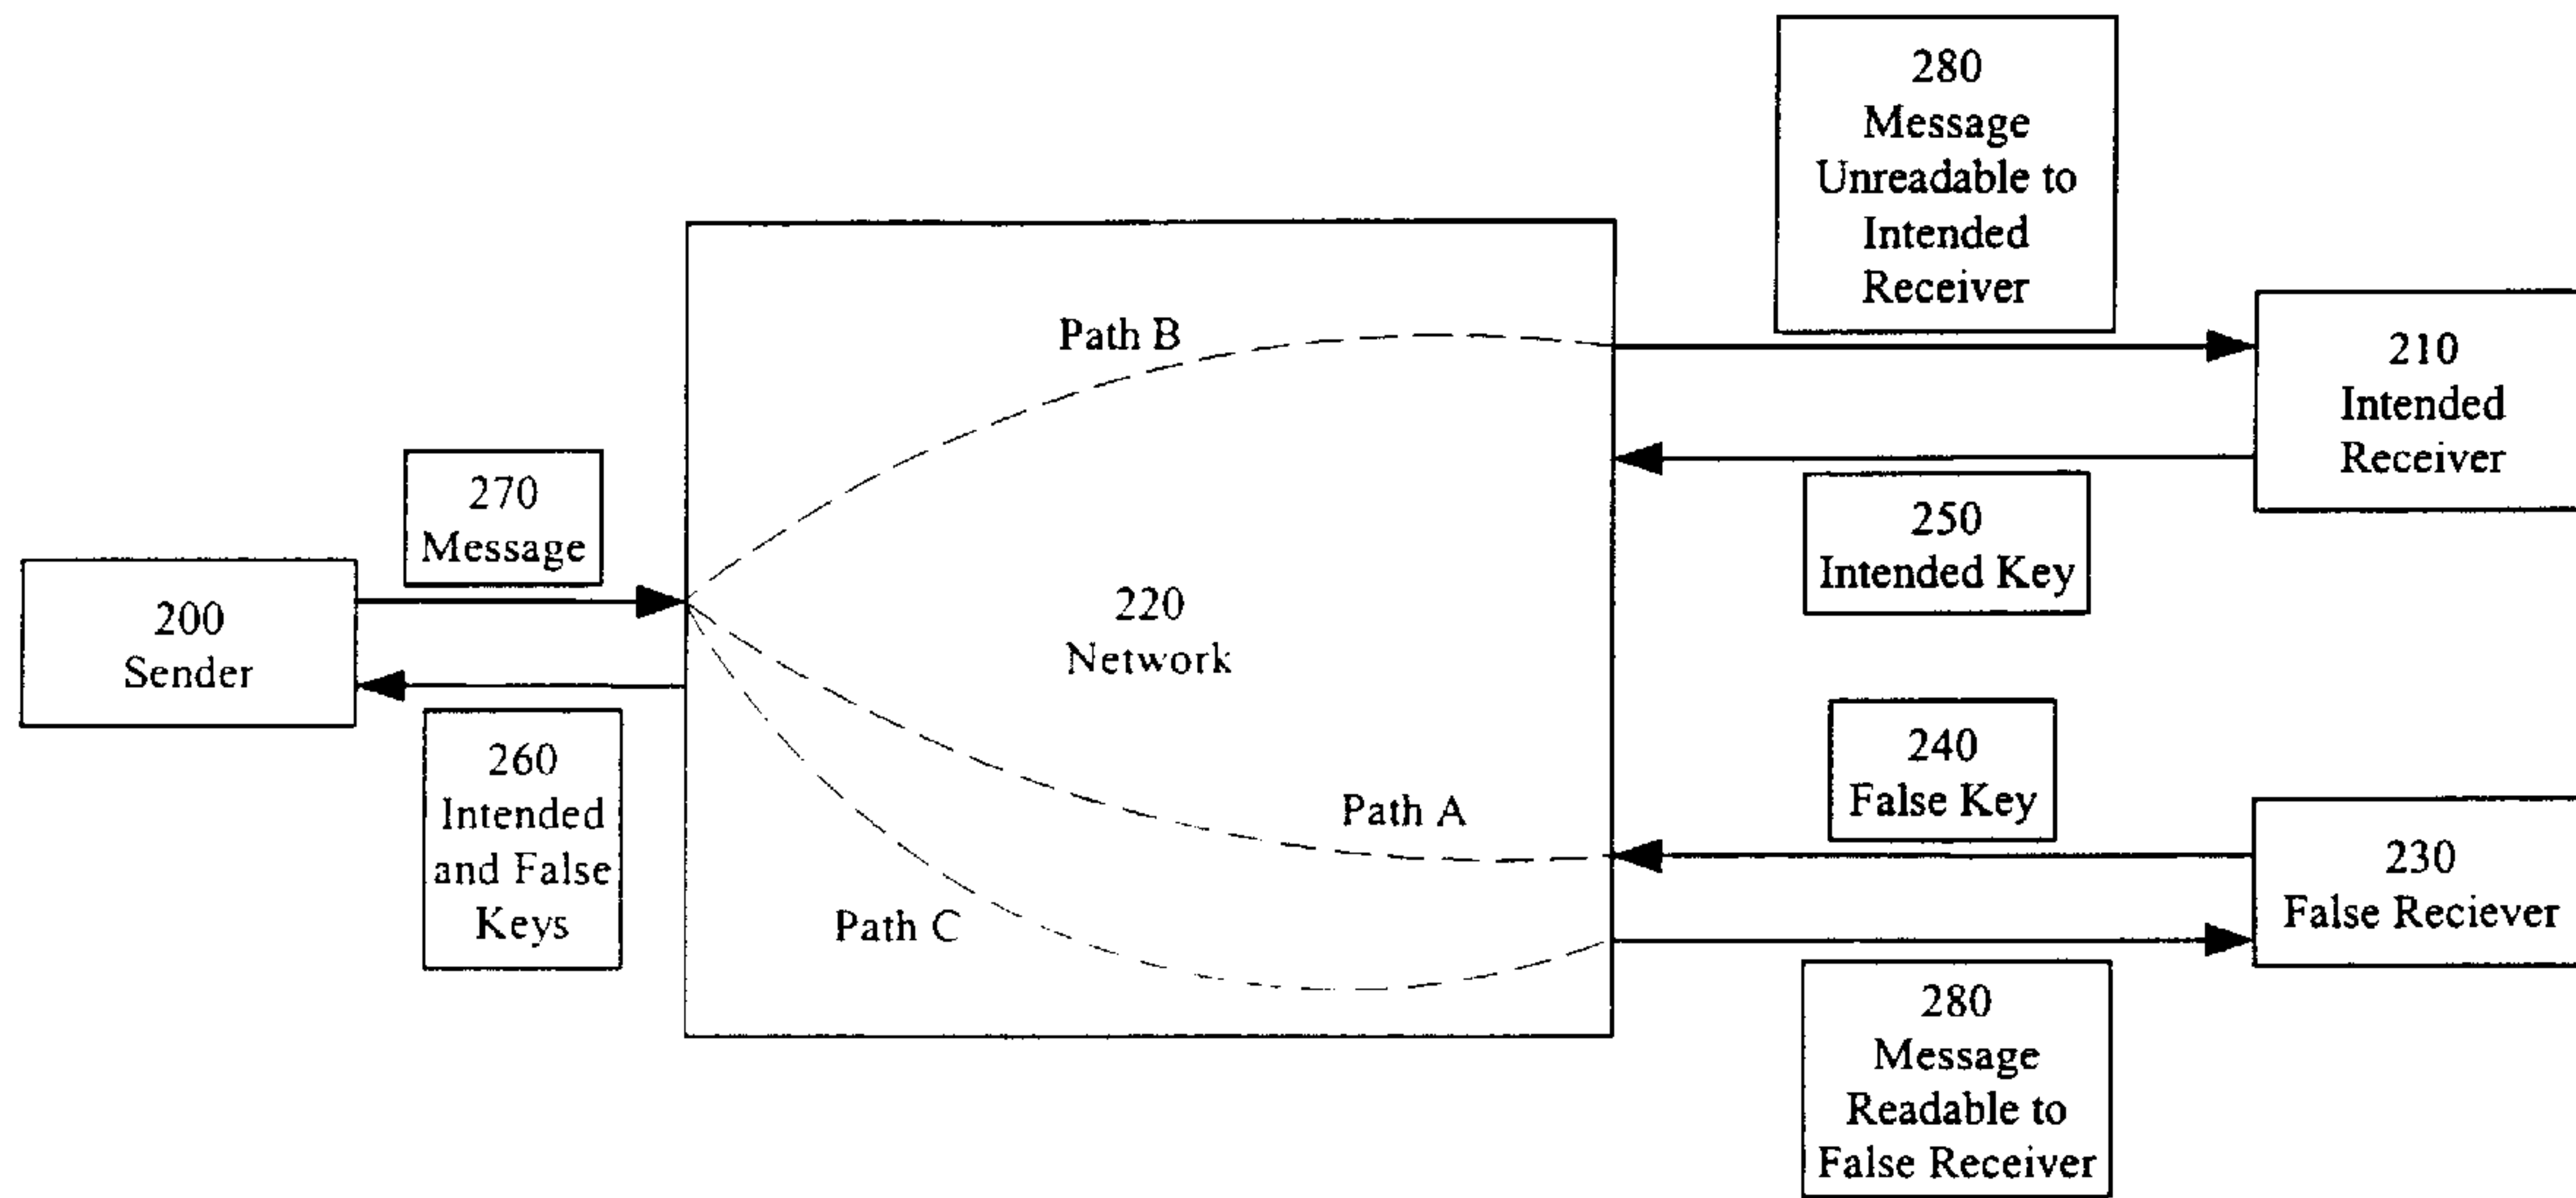 280
Message
Unreadable to
Intended
Receiver
Path B
210
Intended
Receiver
270
Message
250
Intended Key
200
Sender
220
Network
260
Intended
and False
Keys
240
False Key
Path A
230
False Reciever
Path C
280
Message
Readable to
False Receiver